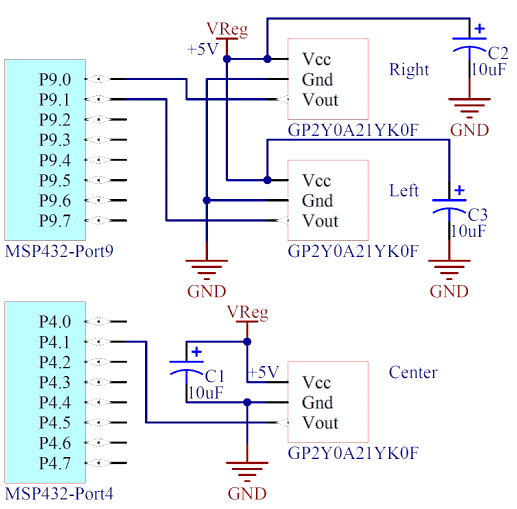 VReg
+5V
+
C2
10uF
GND
Vcc
Gnd
Vout
Right
GP2Y0A21YK0F
P9.0
P9.1
P9.2
P9.3
P9.4
P9.5
P9.6
P9.7
MSP432-Port9
Vcc
Gnd
Vout
Left
GP2Y0A21YK0F
+
C3
10uF
GND
GND
P4.0
P4.1
P4.2
P4.3
P4.4
P4.5
P4.6
P4.7
MSP432-Port4
VReg
+
C1
10uF
+5V
Vcc
Gnd
Vout
Center
GP2Y0A21YK0F
GND